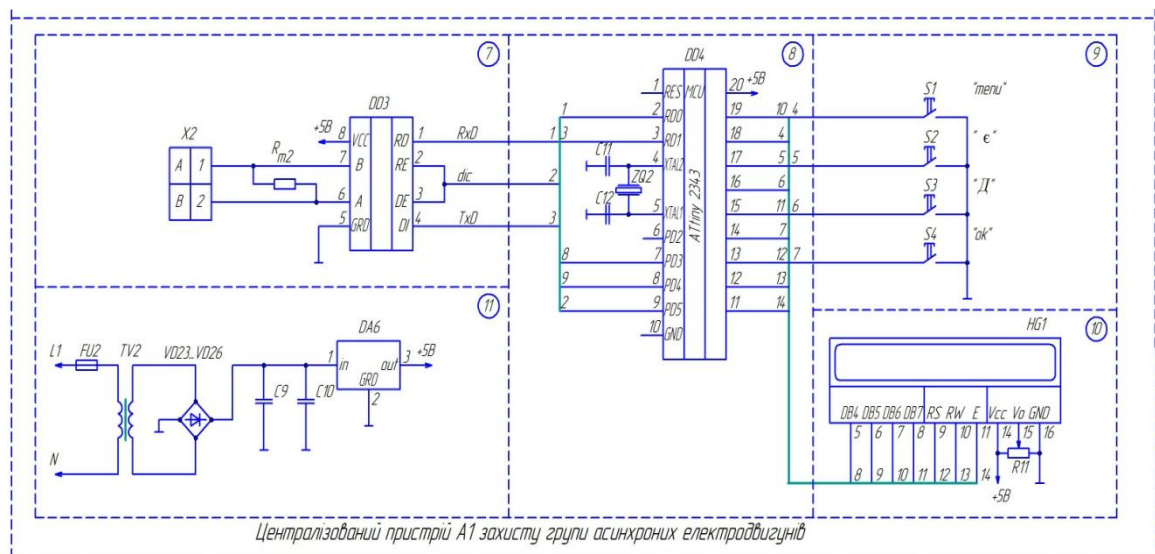 7
DD3
X2
A 1
B 2
Rm2
+5В
8 VCC
7 B
6 A
5 GRD
RO 1 RxD
RE 2
DE 3
DI 4 TxD
dic
1
2
3
8
DD4
1 RES
2 RD0
3 RD1
4 XTAL2
5 XTAL1
6 PD2
7 PD3
8 PD4
9 PD5
10 GND
MCU
ATtiny 2343
C11
C12
ZQ2
1
3
8
9
2
20 +5В
19 10 4
18 4
17 5 5
16 6
15 11 6
14 7
13 12 7
12 13
11 14
9
S1 "menu"
S2 "є"
S3 "Д"
S4 "ok"
10
HG1
DB4 DB5 DB6 DB7 RS RW E Vcc Vo GND
5 6 7 8 9 10 11 14 15 16
8 9 10 11 12 13 14
R11
+5В
11
L1 FU2 TV2 VD23..VD26
N
C9
C10
DA6
1 in out 3 +5В
GRD
2
Централізований пристрій А1 захисту групи асинхроних електродвигунів